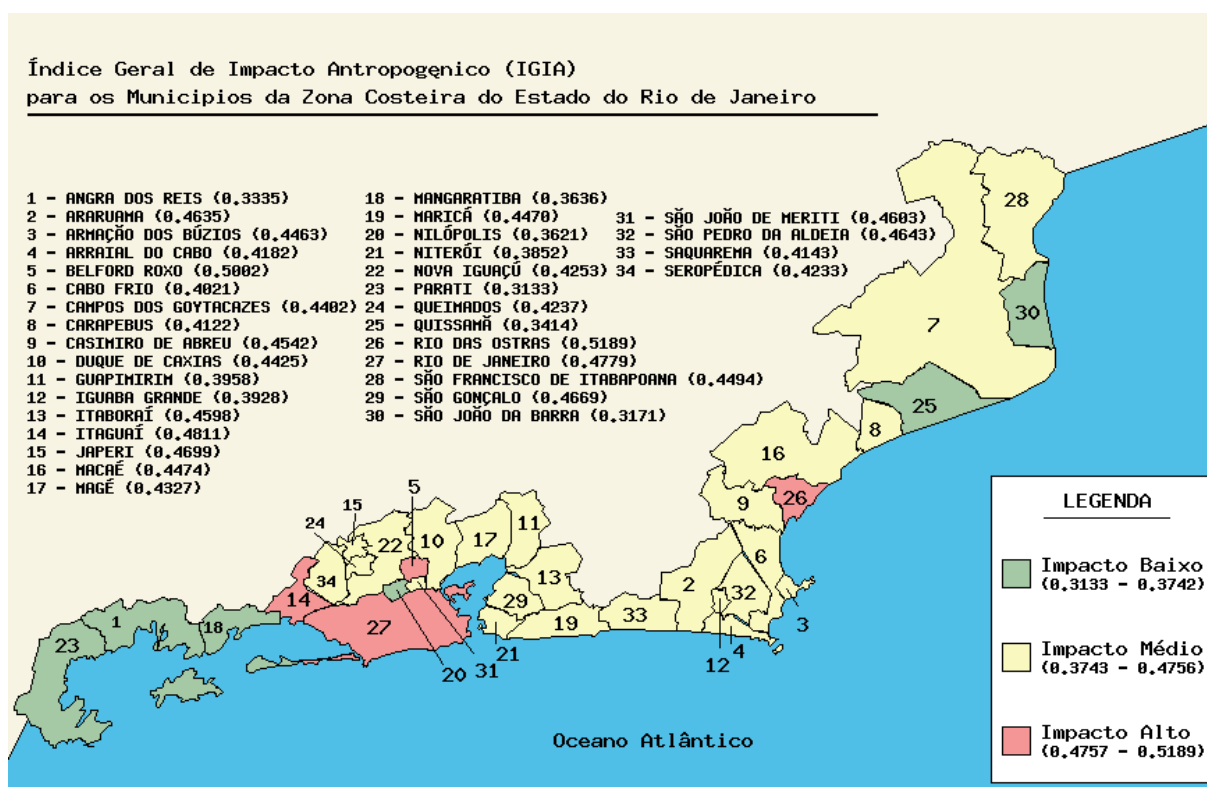 Índice Geral de Impacto Antropogęnico (IGIA)
para os Municipios da Zona Costeira do Estado do Rio de Janeiro
1 - ANGRA DOS REIS (0.3335)
2 - ARARUAMA (0.4635)
3 - ARMAÇÃO DOS BÚZIOS (0.4463)
4 - ARRAIAL DO CABO (0.4182)
5 - BELFORD ROXO (0.5002)
6 - CABO FRIO (0.4021)
7 - CAMPOS DOS GOYTACAZES (0.4402)
8 - CARAPEBUS (0.4122)
9 - CASIMIRO DE ABREU (0.4542)
10 - DUQUE DE CAXIAS (0.4425)
11 - GUAPIMIRIM (0.3958)
12 - IGUABA GRANDE (0.3928)
13 - ITABORAÍ (0.4598)
14 - ITAGUAÍ (0.4811)
15 - JAPERI (0.4699)
16 - MACAÉ (0.4474)
17 - MAGÉ (0.4327)
18 - MANGARATIBA (0.3636)
19 - MARICÁ (0.4470)
20 - NILÓPOLIS (0.3621)
21 - NITERÓI (0.3852)
22 - NOVA IGUAÇÚ (0.4253)
23 - PARATI (0.3133)
24 - QUEIMADOS (0.4237)
25 - QUISSAMÃ (0.3414)
26 - RIO DAS OSTRAS (0.5189)
27 - RIO DE JANEIRO (0.4779)
28 - SÃO FRANCISCO DE ITABAPOANA (0.4494)
29 - SÃO GONÇALO (0.4669)
30 - SÃO JOÃO DA BARRA (0.3171)
31 - SÃO JOÃO DE MERITI (0.4603)
32 - SÃO PEDRO DA ALDEIA (0.4643)
33 - SAQUAREMA (0.4143)
34 - SEROPÉDICA (0.4233)
28
30
7
25
8
16
26
9
5
15
24
22
10
17
11
6
13
34
2
32
14
29
1
18
27
19
33
3
23
21
4
12
20
31
Oceano Atlântico
LEGENDA
Impacto Baixo
(0.3133 - 0.3742)
Impacto Médio
(0.3743 - 0.4756)
Impacto Alto
(0.4757 - 0.5189)